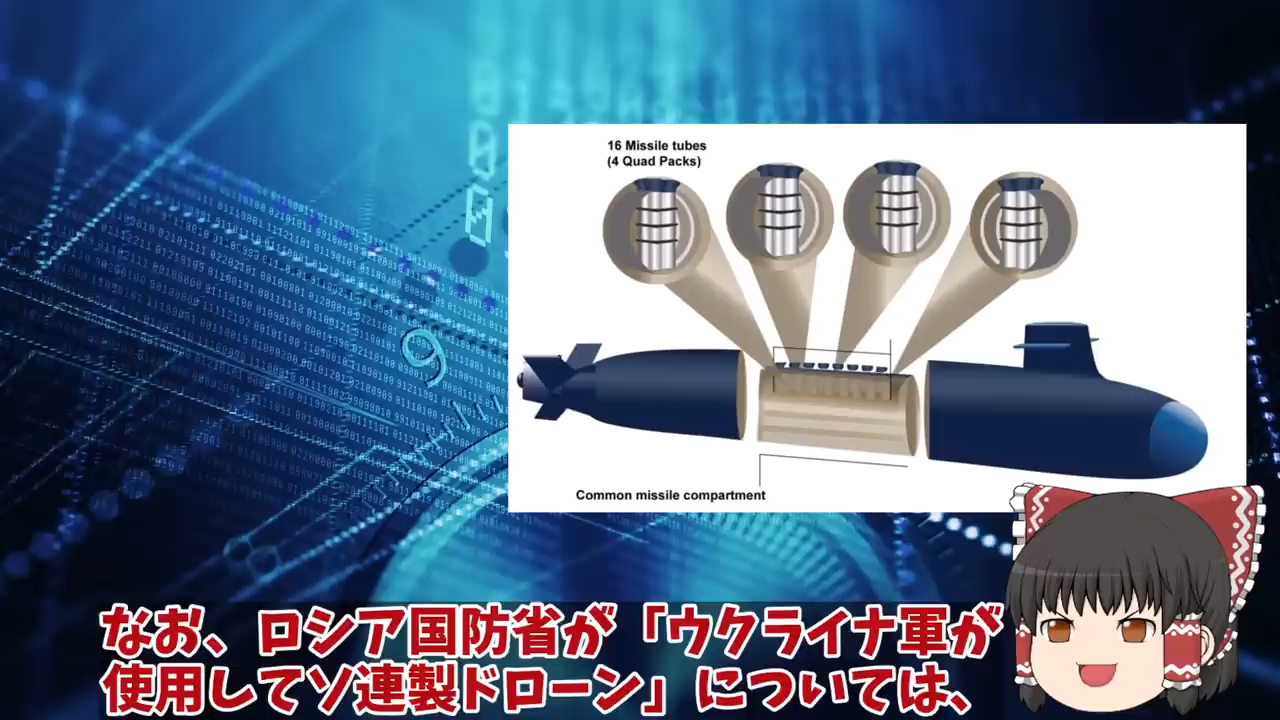 16 Missile tubes
(4 Quad Packs)
Common missile compartment
なお、ロシア国防省が「ウクライナ軍が
使用してソ連製ドローン」については、